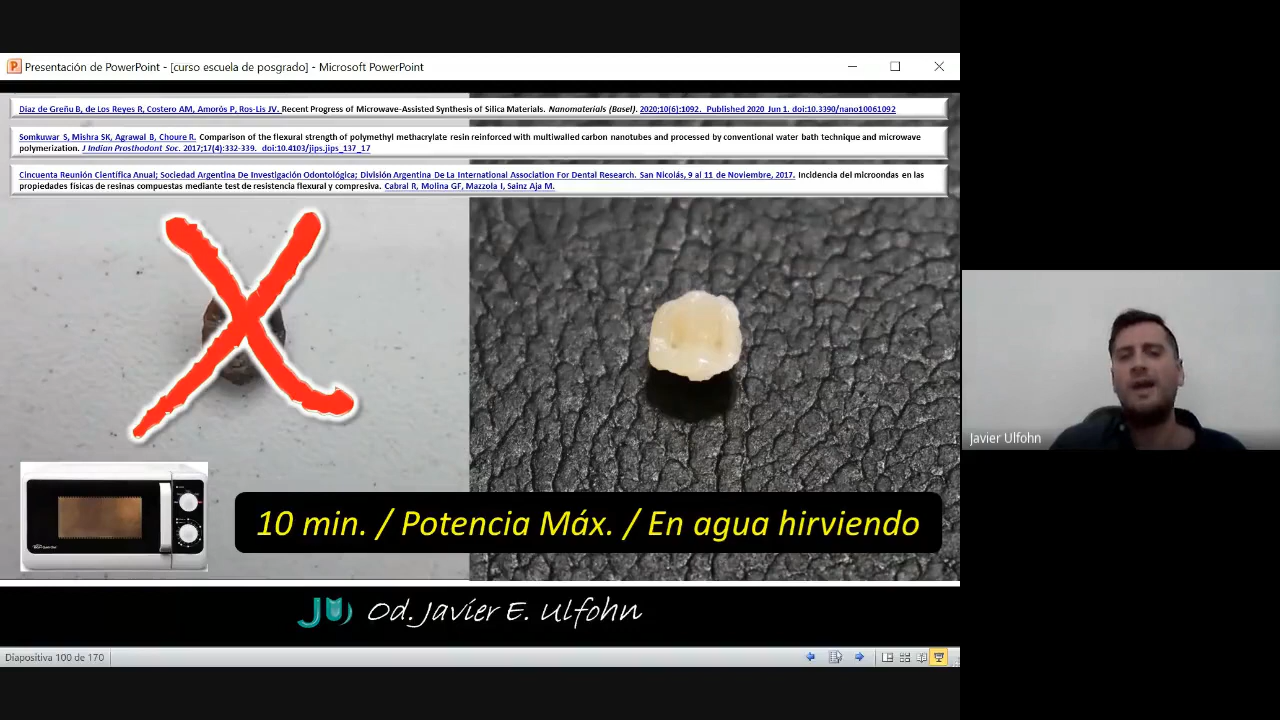 Presentación de PowerPoint - [curso escuela de posgrado] - Microsoft PowerPoint
Diaz de Greñu B, de Los Reyes R, Costero AM, Amorós P, Ros-Lis JV. Recent Progress of Microwave-Assisted Synthesis of Silica Materials. Nanomaterials (Basel). 2020;10(6):1092. Published 2020 Jun 1. doi:10.3390/nano10061092
Somkuwar S, Mishra SK, Agrawal B, Choure R. Comparison of the flexural strength of polymethyl methacrylate resin reinforced with multiwalled carbon nanotubes and processed by conventional water bath technique and microwave
polymerization. J Indian Prosthodont Soc. 2017;17(4):332-339. doi:10.4103/jips.jips_137_17
Cincuenta Reunión Científica Anual; Sociedad Argentina De Investigación Odontológica; División Argentina De La International Association For Dental Research. San Nicolás, 9 al 11 de Noviembre, 2017. Incidencia del microondas en las
propiedades físicas de resinas compuestas mediante test de resistencia flexural y compresiva. Cabral R, Molina GF, Mazzola I, Sainz Aja M.
10 min. / Potencia Máx. / En agua hirviendo
JU Od. Javier E. Ulfohn
Diapositiva 100 de 170
Javier Ulfohn